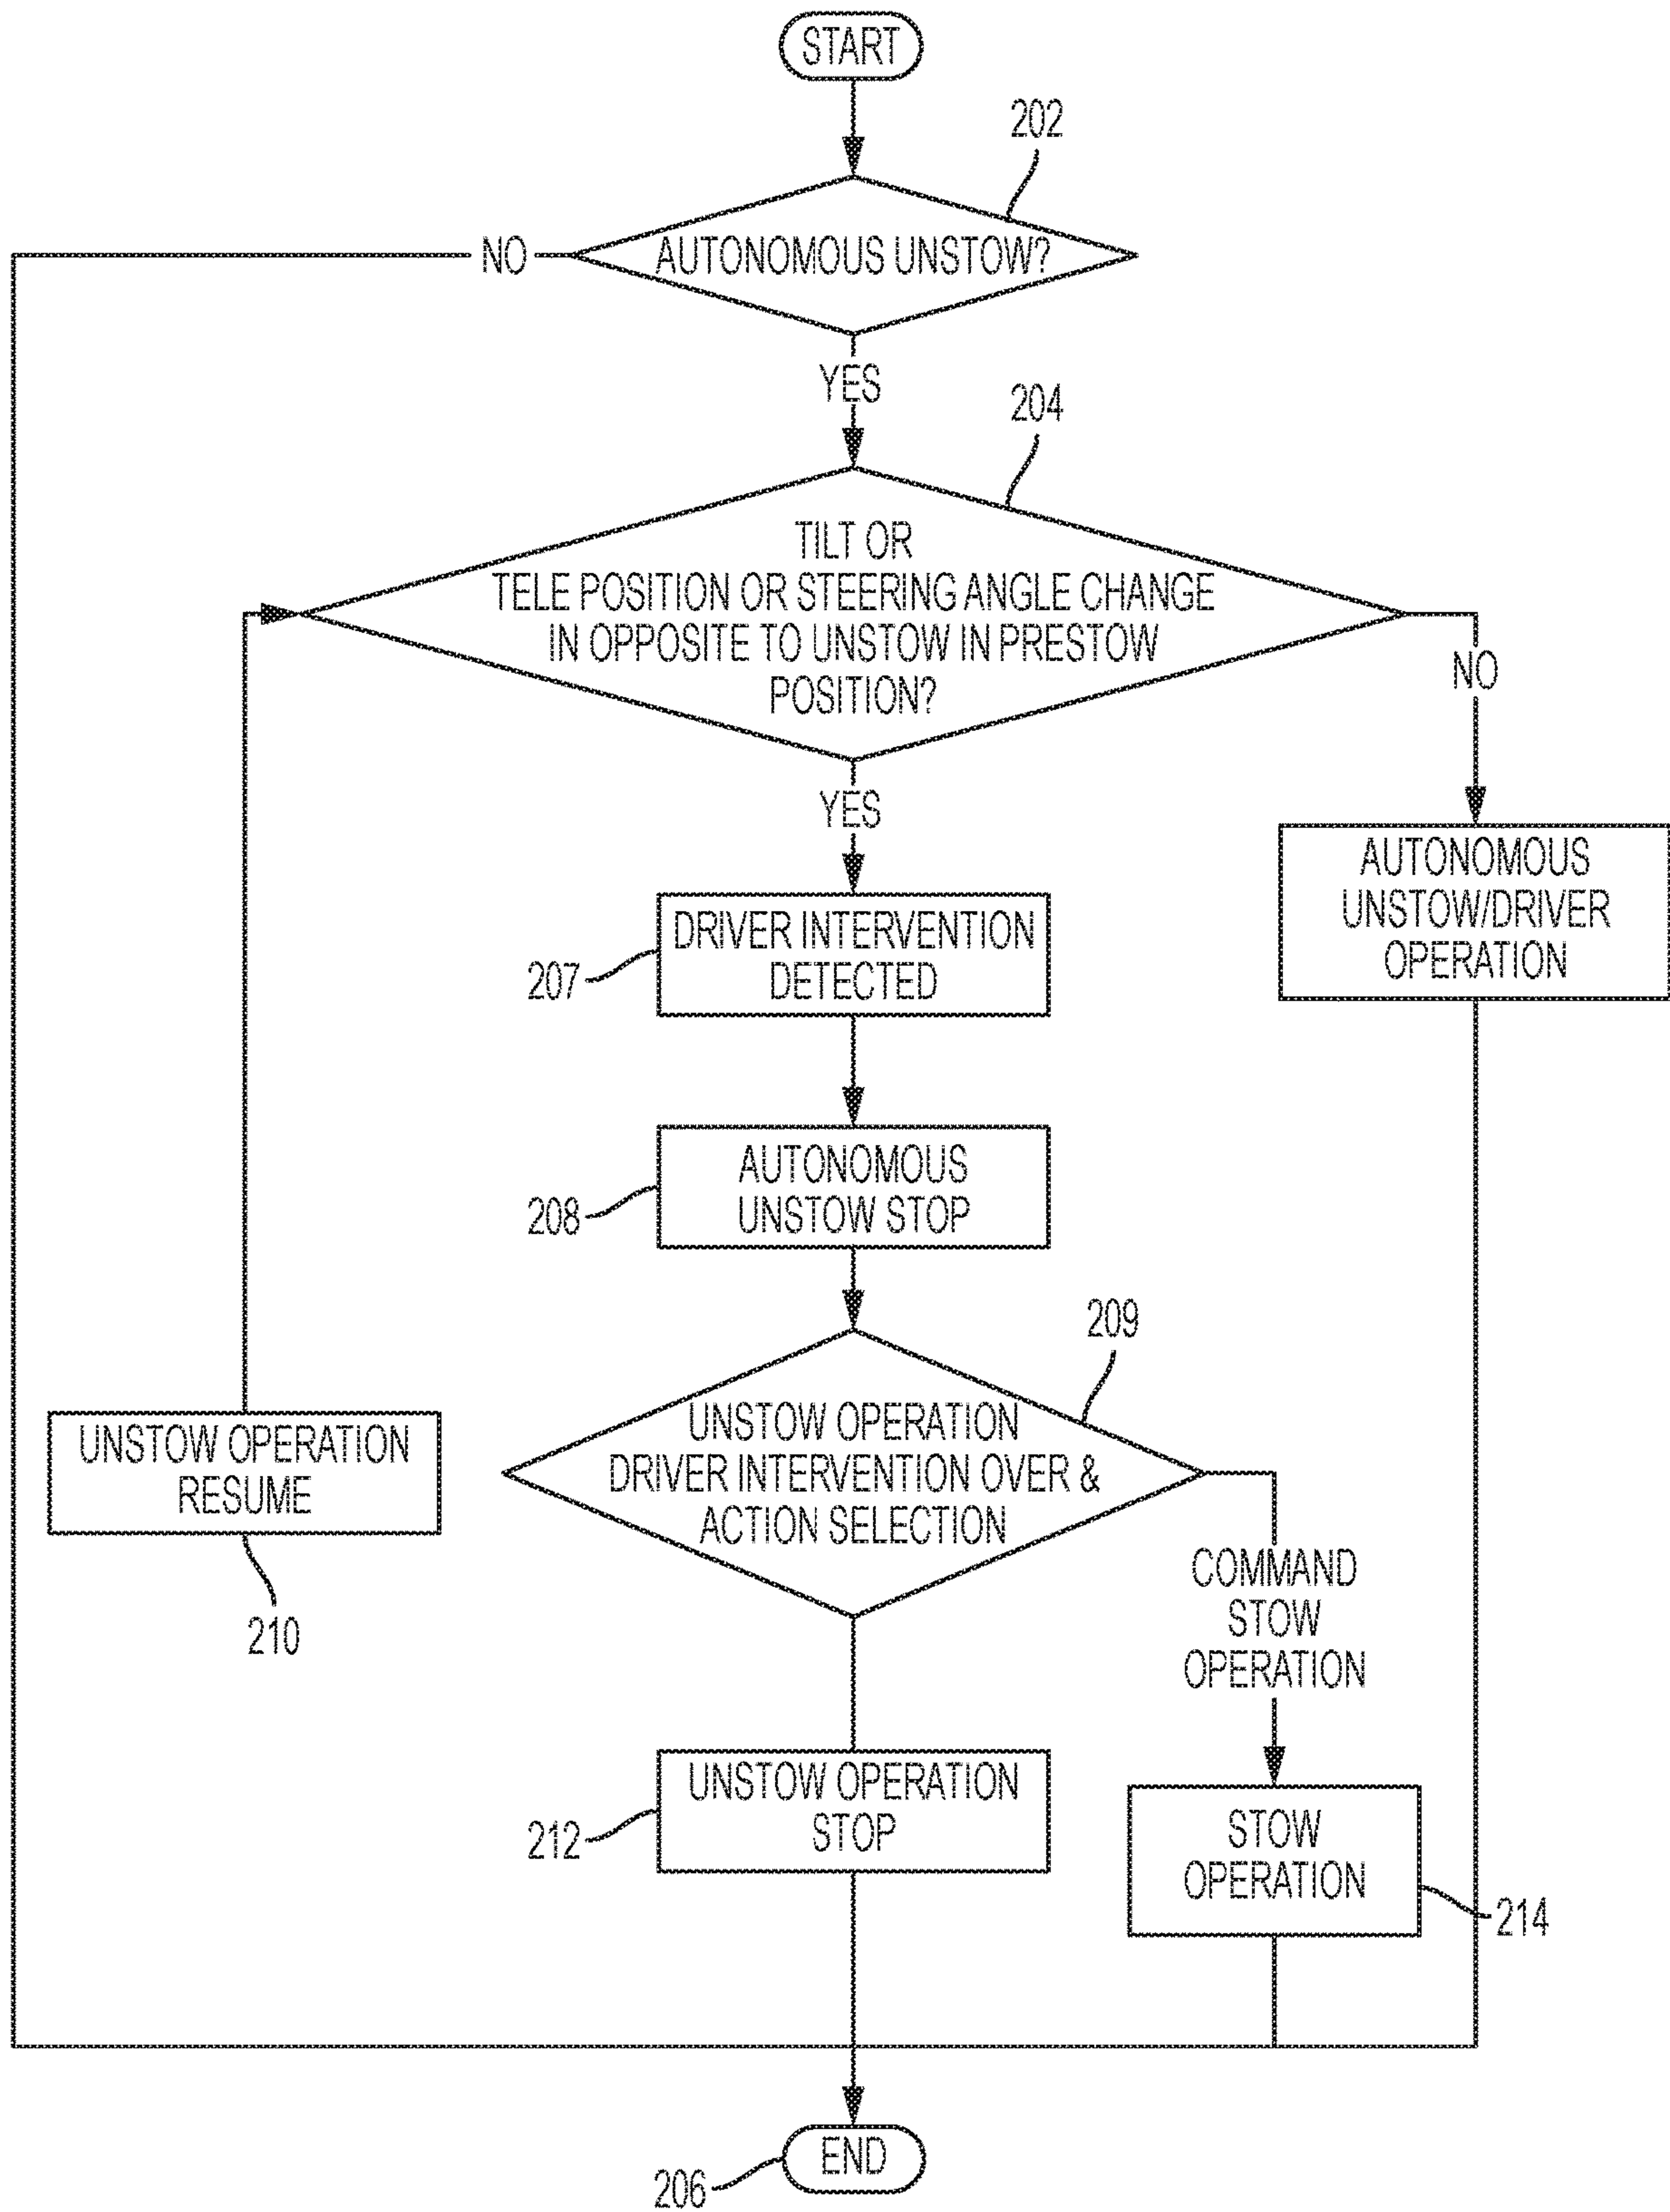 START
202
NO
AUTONOMOUS UNSTOW?
YES
204
TILT OR
TELE POSITION OR STEERING ANGLE CHANGE
IN OPPOSITE TO UNSTOW IN PRESTOW
POSITION?
NO
YES
AUTONOMOUS
UNSTOW/DRIVER
OPERATION
DRIVER INTERVENTION
DETECTED
207
AUTONOMOUS
UNSTOW STOP
208
209
UNSTOW OPERATION
DRIVER INTERVENTION OVER &
ACTION SELECTION
UNSTOW OPERATION
RESUME
210
COMMAND
STOW
OPERATION
UNSTOW OPERATION
STOP
212
STOW
OPERATION
214
END
206